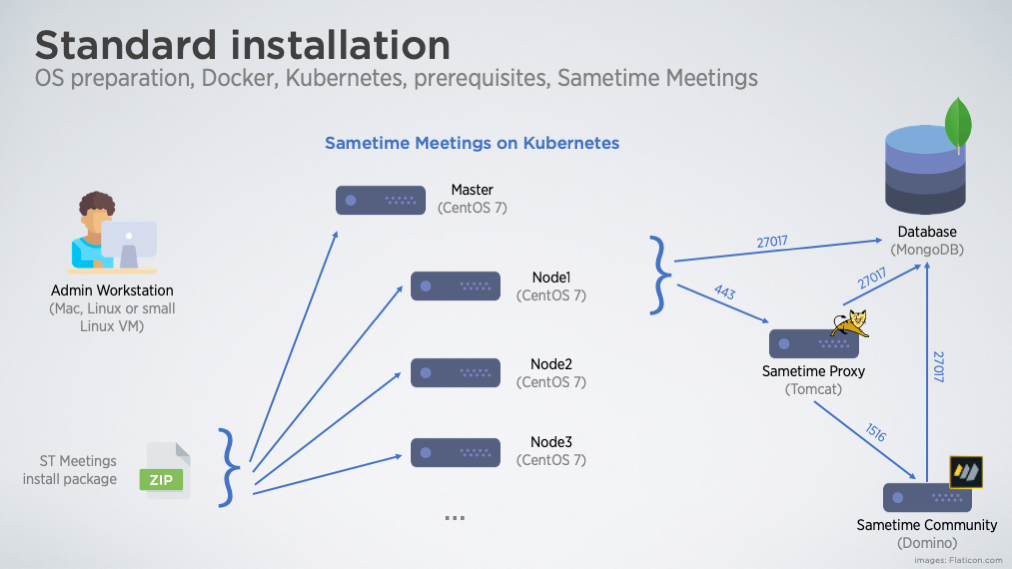 Standard installation
OS preparation, Docker, Kubernetes, prerequisites, Sametime Meetings
Sametime Meetings on Kubernetes
Master
(CentOS 7)
Node1
(CentOS 7)
Node2
(CentOS 7)
Node3
(CentOS 7)
...
Admin Workstation
(Mac, Linux or small
Linux VM)
ST Meetings
install package
ZIP
27017
443
27017
27017
1516
Database
(MongoDB)
Sametime Proxy
(Tomcat)
Sametime Community
(Domino)
images: Flaticon.com